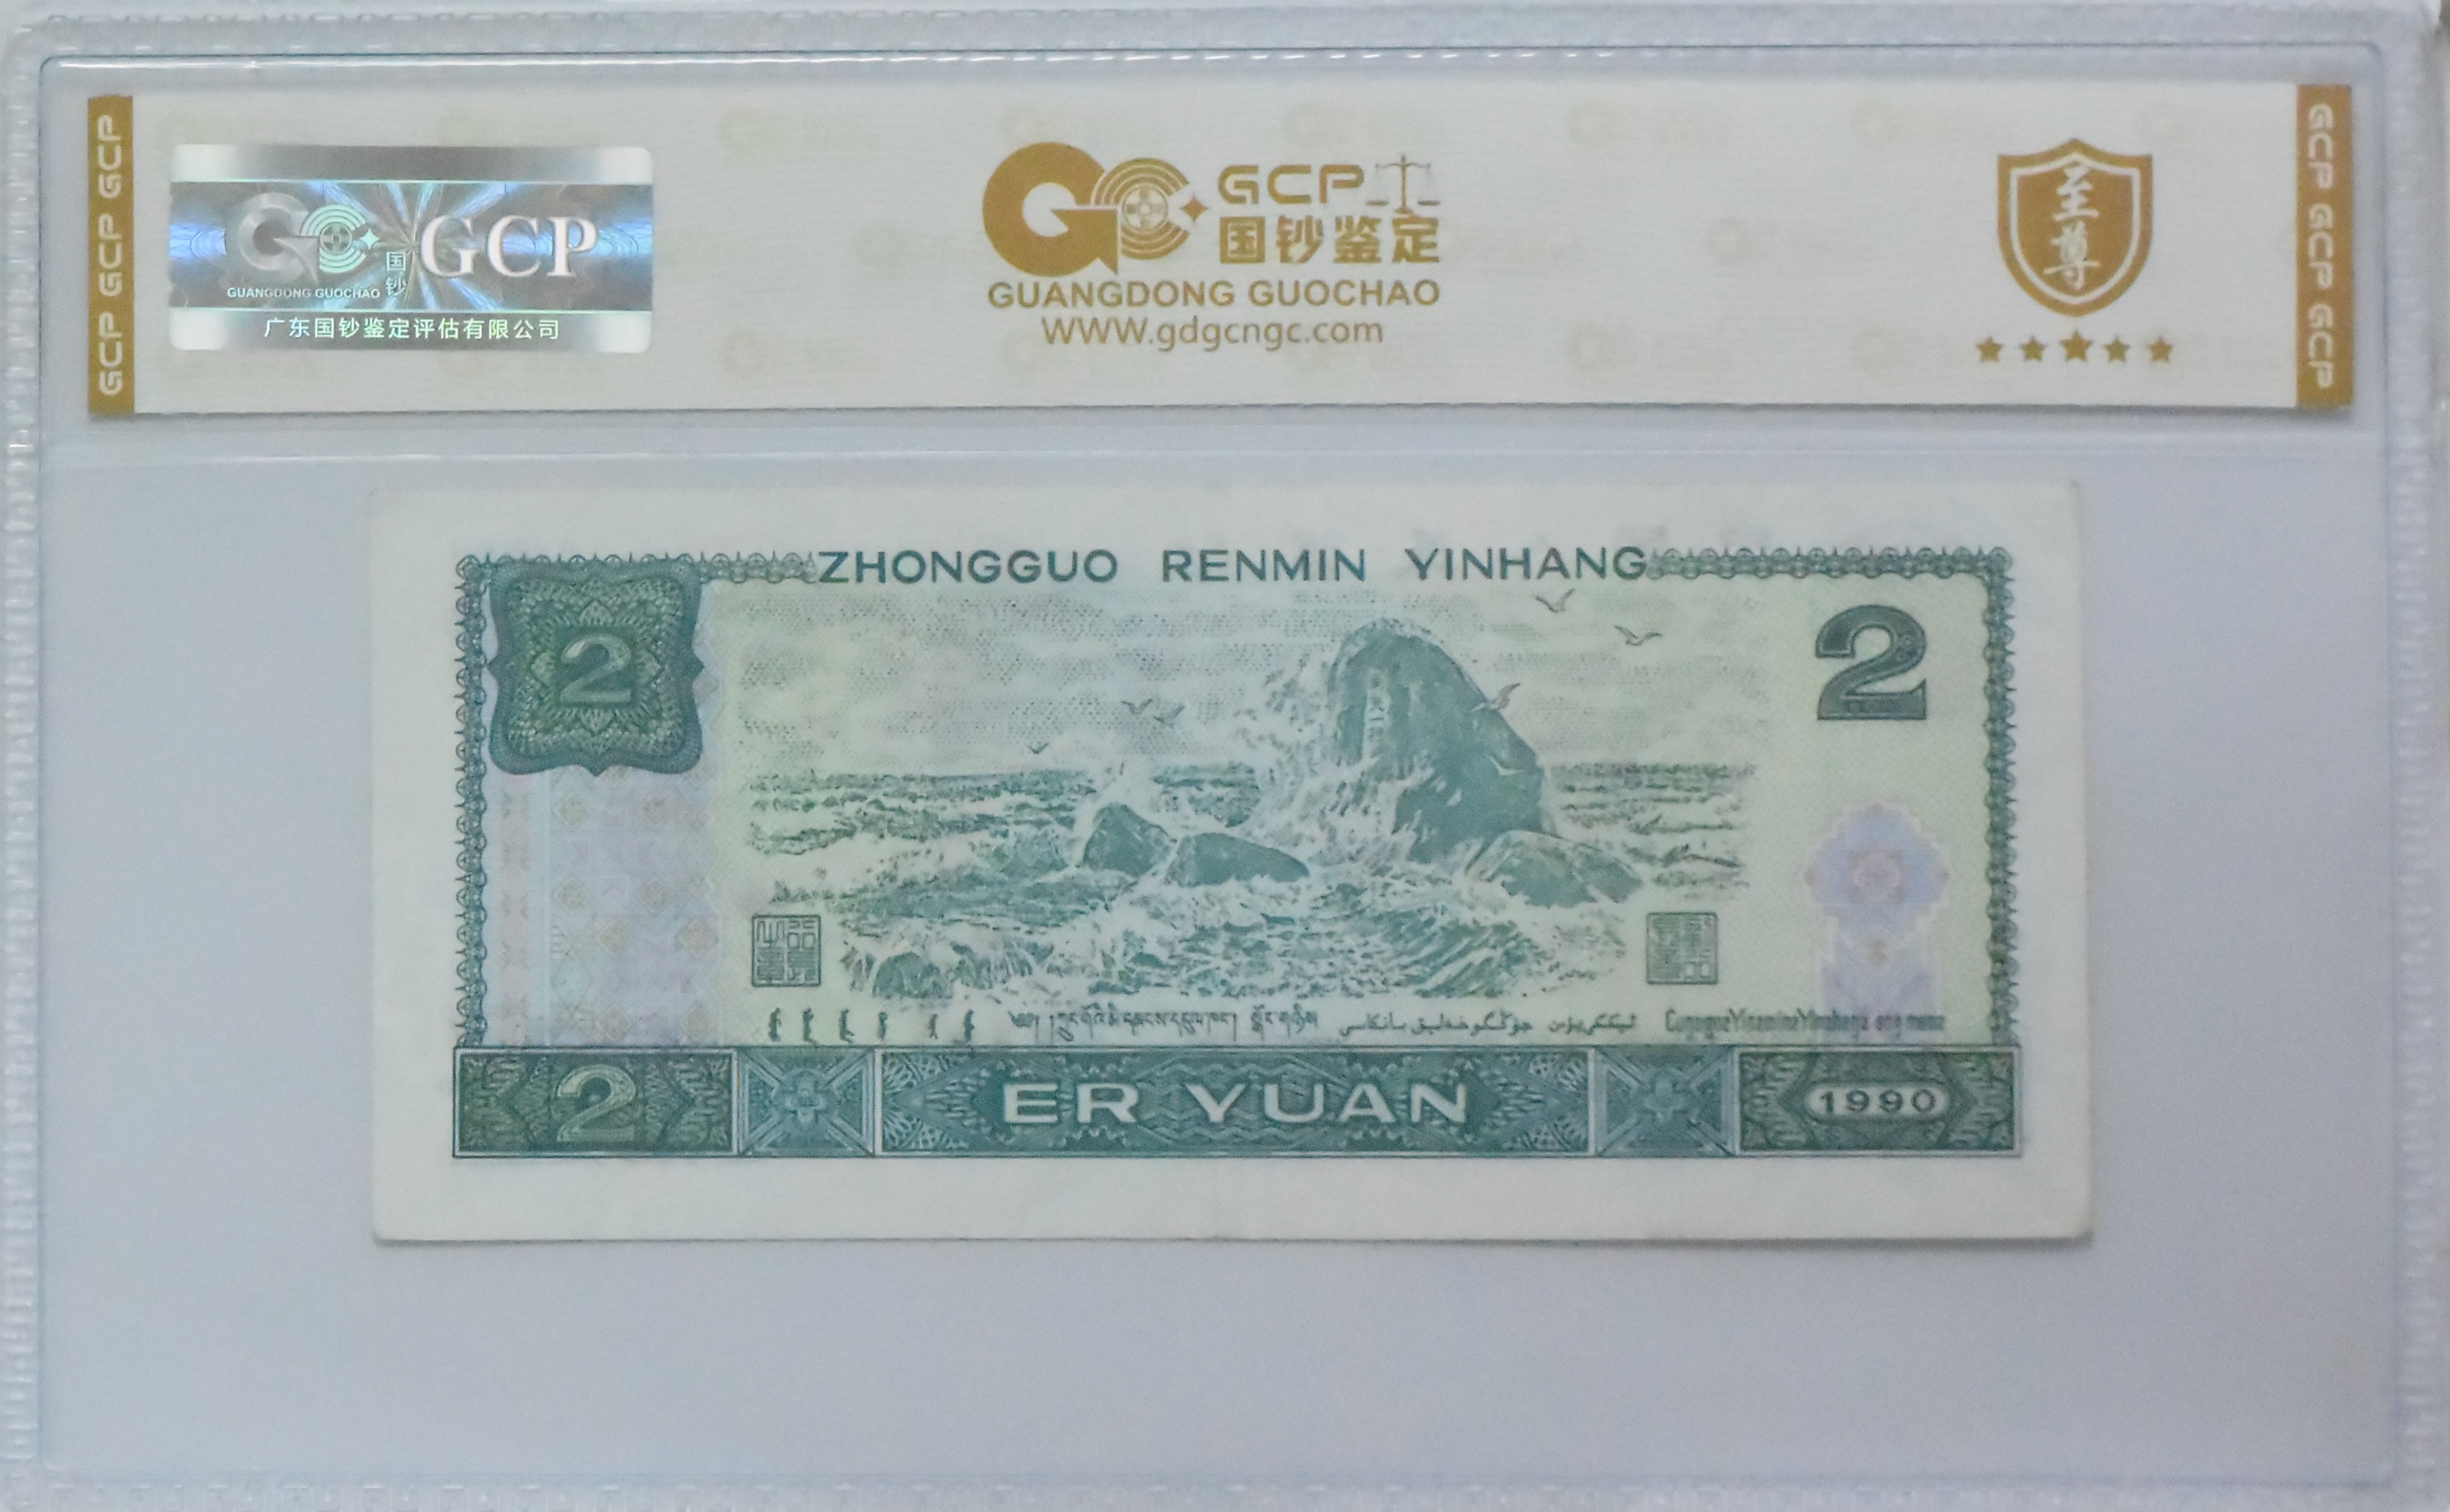 GCP GCP GCP
国钞
GCP
GUANGDONG GUOCHAO
广东国钞鉴定评估有限公司
GCP
国钞鉴定
GUANGDONG GUOCHAO
WWW.gdgcngc.com
至尊
GCP GCP GCP
ZHONGGUO RENMIN YINHANG
2
2
2
ER YUAN
1990